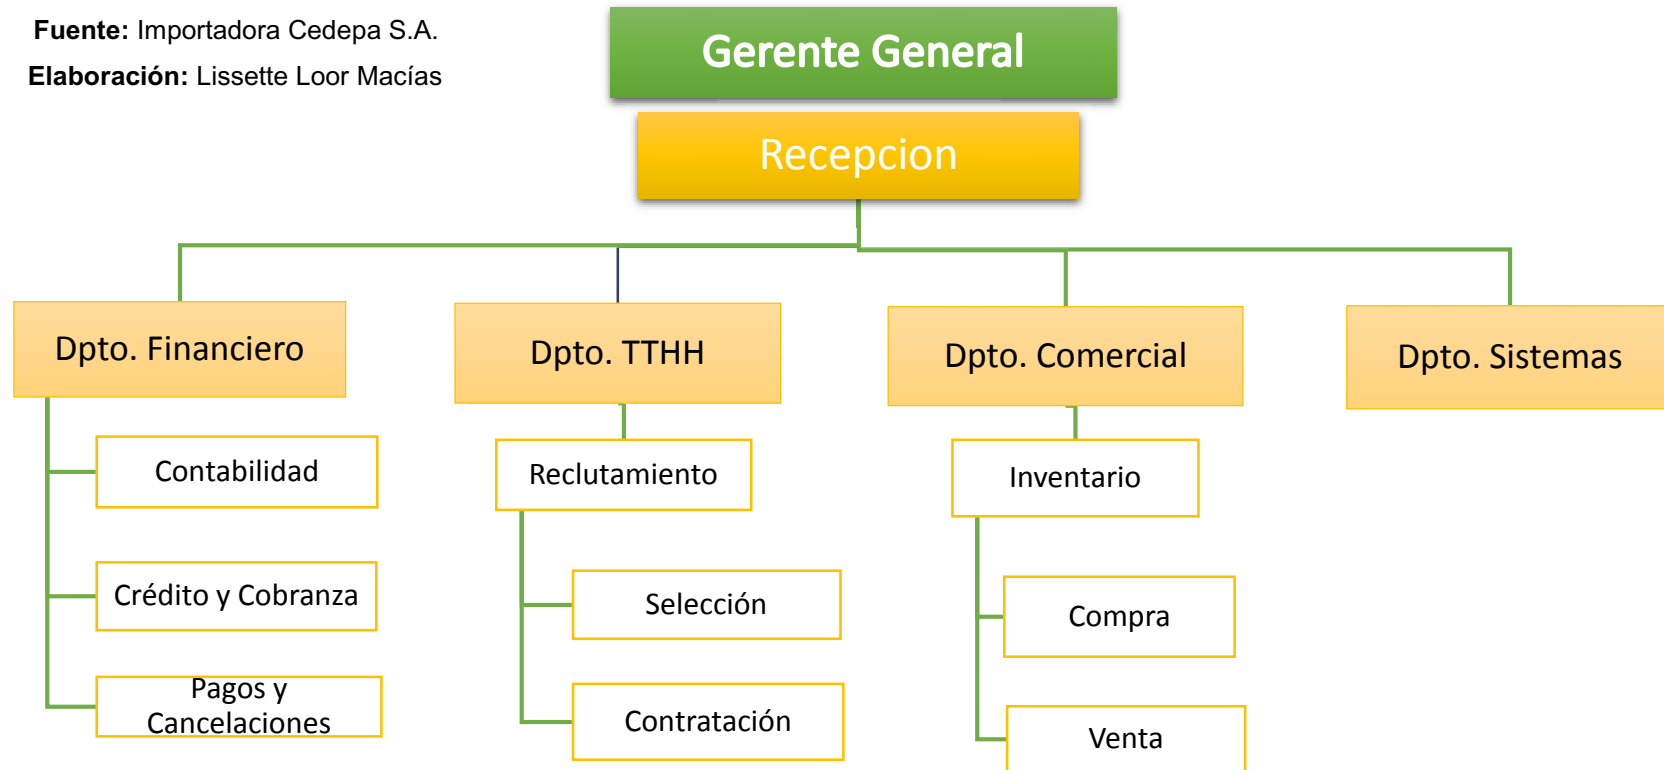 Fuente: Importadora Cedepa S.A.
Elaboración: Lissette Loor Macías
Gerente General
Recepcion
Dpto. Financiero
Dpto. TTHH
Dpto. Comercial
Dpto. Sistemas
Contabilidad
Reclutamiento
Inventario
Crédito y Cobranza
Selección
Compra
Pagos y
Cancelaciones
Contratación
Venta